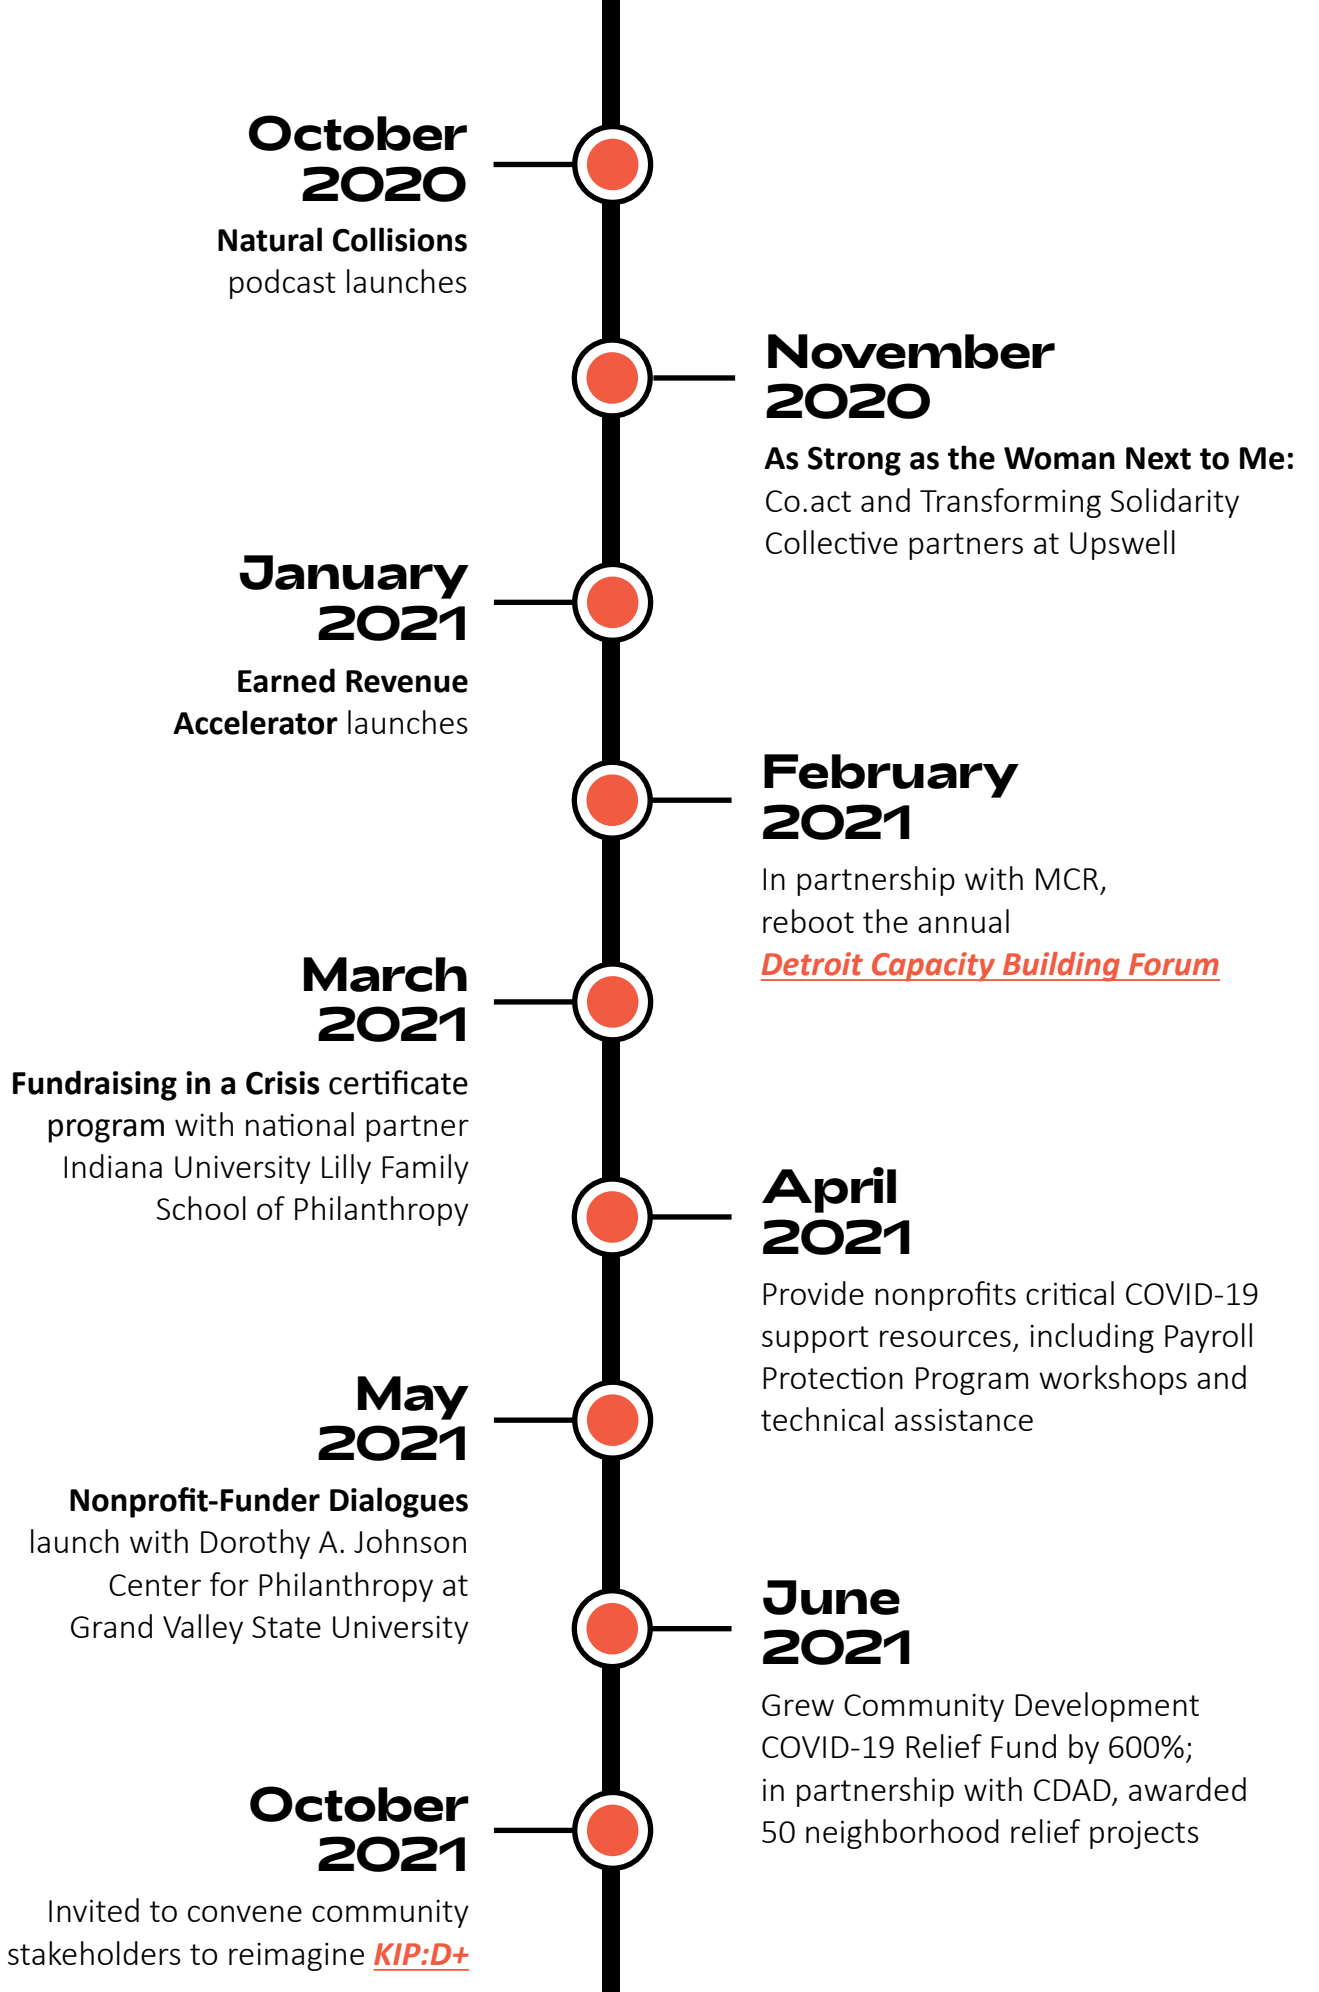 October
2020
Natural Collisions
podcast launches
November
2020
As Strong as the Woman Next to Me:
Co.act and Transforming Solidarity
Collective partners at Upswell
January
2021
Earned Revenue
Accelerator launches
February
2021
In partnership with MCR,
reboot the annual
Detroit Capacity Building Forum
March
2021
Fundraising in a Crisis certificate
program with national partner
Indiana University Lilly Family
School of Philanthropy
April
2021
Provide nonprofits critical COVID-19
support resources, including Payroll
Protection Program workshops and
technical assistance
May
2021
Nonprofit-Funder Dialogues
launch with Dorothy A. Johnson
Center for Philanthropy at
Grand Valley State University
June
2021
Grew Community Development
COVID-19 Relief Fund by 600%;
in partnership with CDAD, awarded
50 neighborhood relief projects
October
2021
Invited to convene community
stakeholders to reimagine KIP:D+